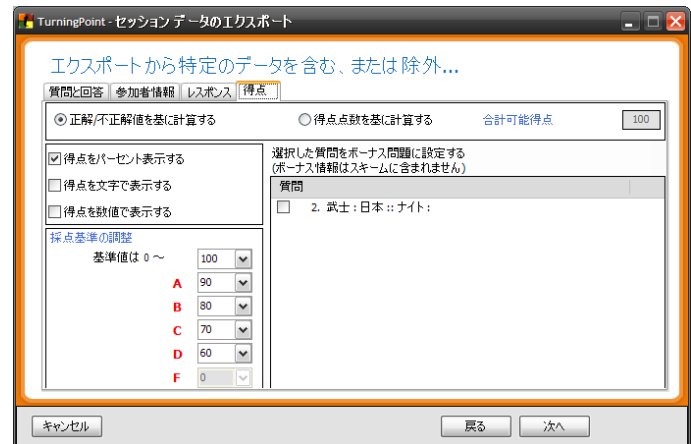 TurningPoint - セッション データのエクスポート
エクスポートから特定のデータを含む、または除外...
質問と回答 参加者情報 レスポンス 得点
正解/不正解値を基に計算する 得点点数を基に計算する 合計可能得点 100
得点をパーセント表示する
得点を文字で表示する
得点を数値で表示する
選択した質問をボーナス問題に設定する
(ボーナス情報はスキームに含まれません)
質問
2. 武士 : 日本 :: ナイト :
採点基準の調整
基準値は 0 ～ 100
A 90
B 80
C 70
D 60
F 0
キャンセル 戻る 次へ